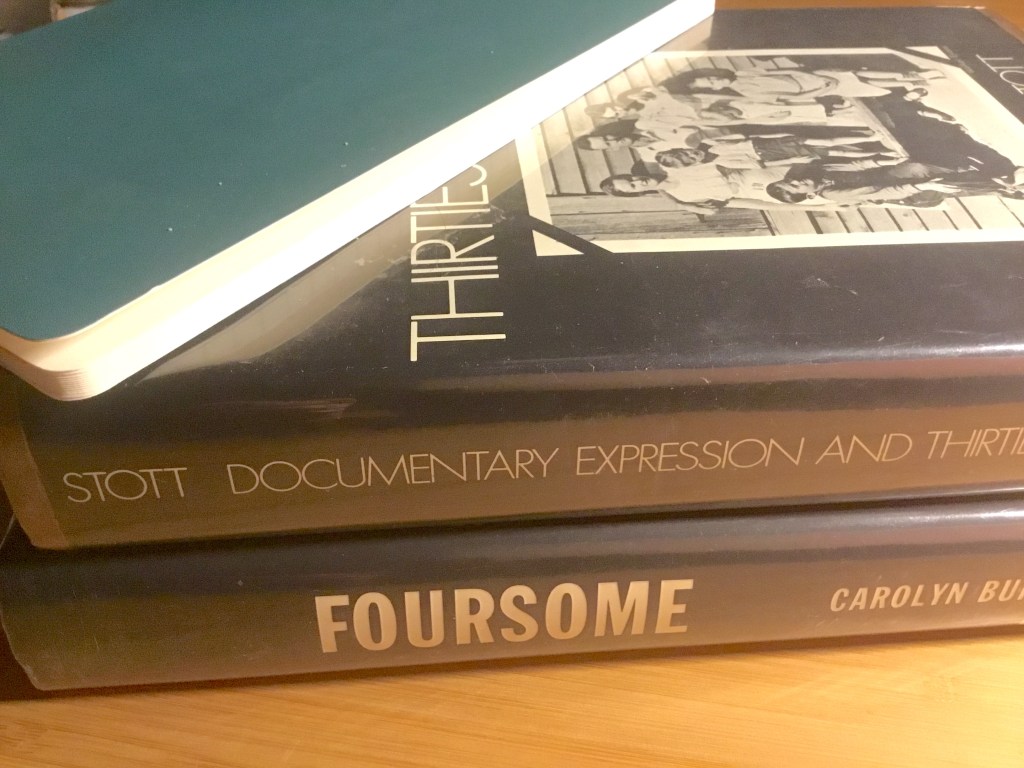 THIRTIES
STOTT DOCUMENTARY EXPRESSION AND THIRTIE
FOURSOME CAROLYN BU